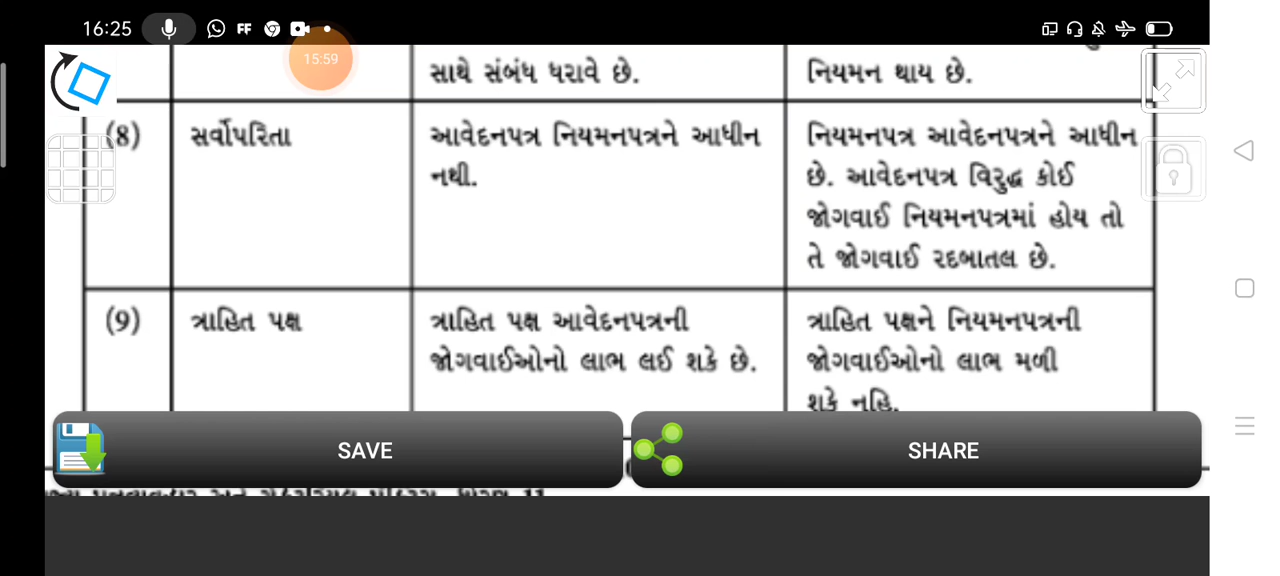 16:25
FF
15:59
સાથે સંબંધ ધરાવે છે.
નિયમન થાય છે.
(8)
સર્વોપરિતા
આવેદનપત્ર નિયમનપત્રને આધીન
નથી.
નિયમનપત્ર આવેદનપત્રને આધીન
છે. આવેદનપત્ર વિરુદ્ધ કોઈ
જોગવાઈ નિયમનપત્રમાં હોય તો
તે જોગવાઈ રદબાતલ છે.
(9)
ત્રાહિત પક્ષ
ત્રાહિત પક્ષ આવેદનપત્રની
જોગવાઈઓનો લાભ લઈ શકે છે.
ત્રાહિત પક્ષને નિયમનપત્રની
જોગવાઈઓનો લાભ મળી
શકે નહિ.
SAVE
SHARE